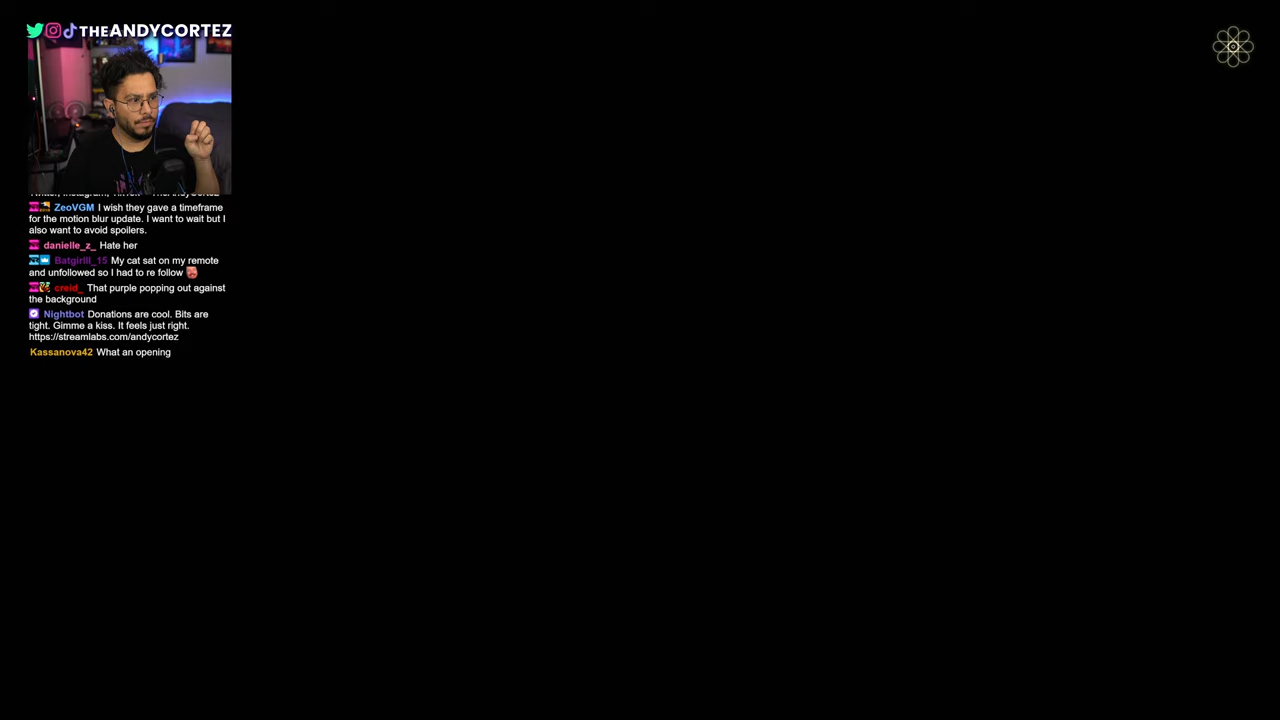 THEANDYCORTEZ
ZeoVGM I wish they gave a timeframe
for the motion blur update. I want to wait but I
also want to avoid spoilers.
danielle_z_ Hate her
Batgirlll_15 My cat sat on my remote
and unfollowed so I had to re follow
creid_ That purple popping out against
the background
Nightbot Donations are cool. Bits are
tight. Gimme a kiss. It feels just right.
https://streamlabs.com/andycortez
Kassanova42 What an opening